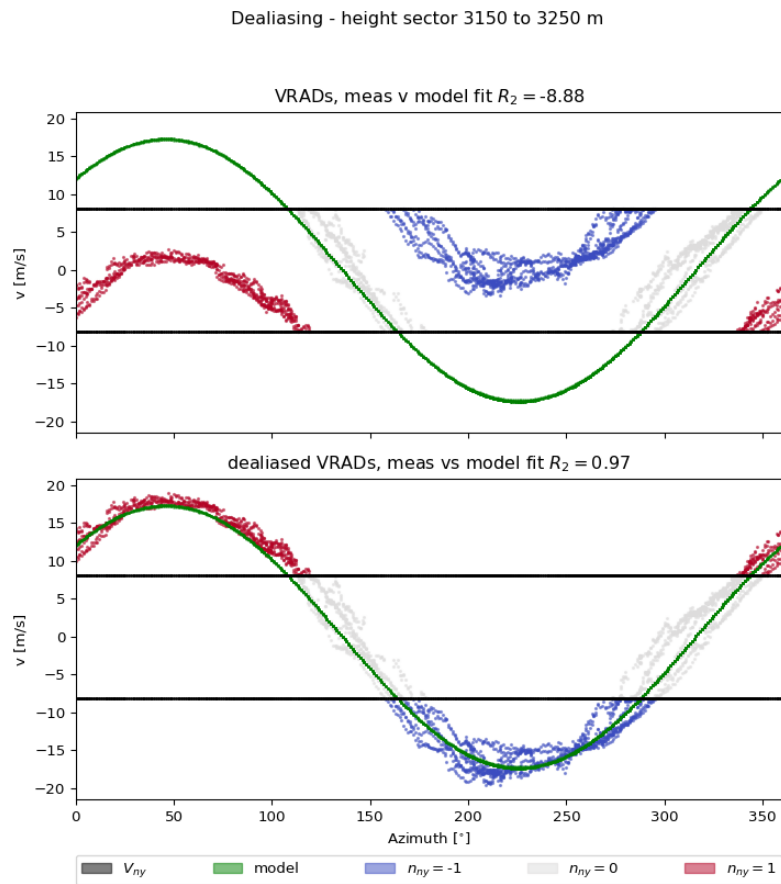 Dealiasing - height sector 3150 to 3250 m
VRADs, meas v model fit R₂ = -8.88
20
15
10
5
0
−5
−10
−15
−20
v [m/s]
dealiased VRADs, meas vs model fit R₂ = 0.97
20
15
10
5
0
−5
−10
−15
−20
v [m/s]
0 50 100 150 200 250 300 350
Azimuth [°]
V_ny model n_ny = -1 n_ny = 0 n_ny = 1